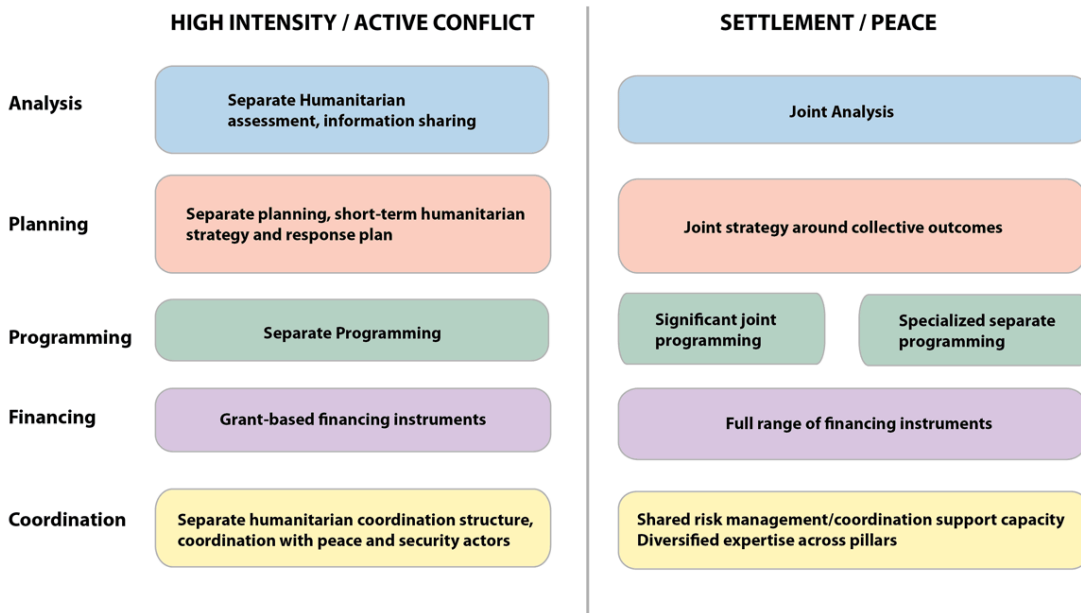 HIGH INTENSITY / ACTIVE CONFLICT
SETTLEMENT / PEACE
Analysis
Separate Humanitarian
assessment, information sharing
Joint Analysis
Planning
Separate planning, short-term humanitarian
strategy and response plan
Joint strategy around collective outcomes
Programming
Separate Programming
Significant joint
programming
Specialized separate
programming
Financing
Grant-based financing instruments
Full range of financing instruments
Coordination
Separate humanitarian coordination structure,
coordination with peace and security actors
Shared risk management/coordination support capacity
Diversified expertise across pillars